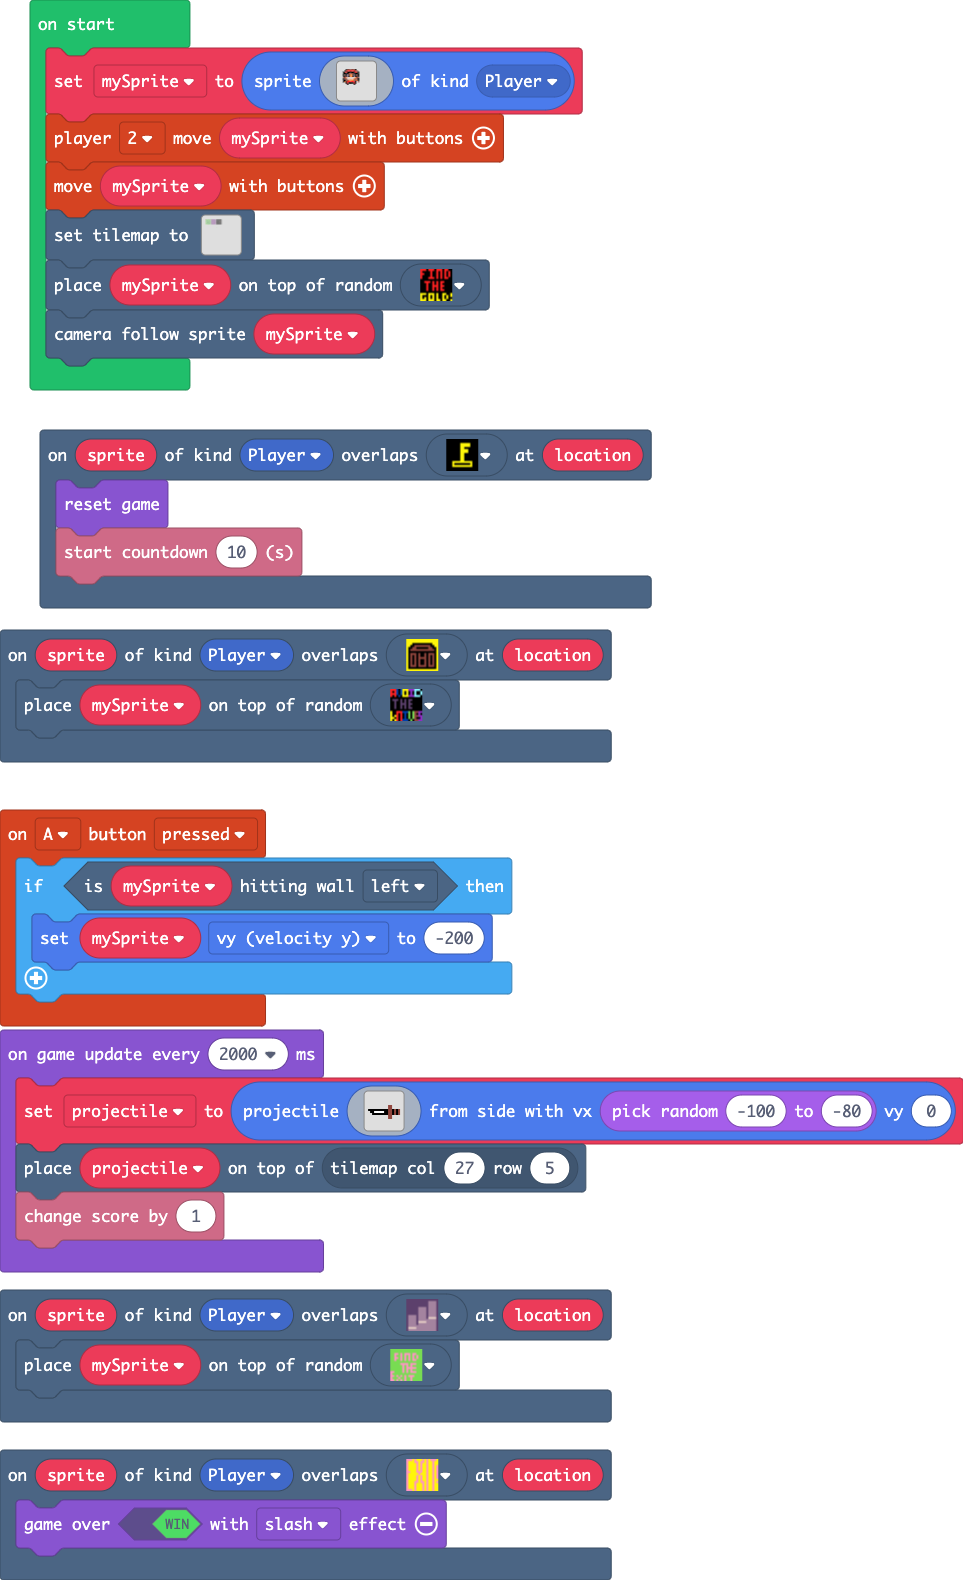 on start
set mySprite to sprite of kind Player
player 2 move mySprite with buttons
move mySprite with buttons
set tilemap to
place mySprite on top of random FIND THE GOLD!
camera follow sprite mySprite
on sprite of kind Player overlaps F at location
reset game
start countdown 10 (s)
on sprite of kind Player overlaps at location
place mySprite on top of random THE
on A button pressed
if is mySprite hitting wall left then
set mySprite vy (velocity y) to -200
on game update every 2000 ms
set projectile to projectile from side with vx pick random -100 to -80 vy 0
place projectile on top of tilemap col 27 row 5
change score by 1
on sprite of kind Player overlaps at location
place mySprite on top of random FIND THE
on sprite of kind Player overlaps at location
game over WIN with slash effect